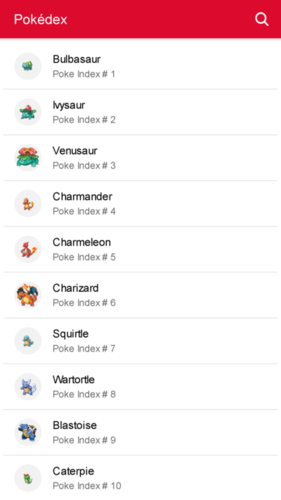 Pokédex
Bulbasaur
Poke Index # 1
Ivysaur
Poke Index # 2
Venusaur
Poke Index # 3
Charmander
Poke Index # 4
Charmeleon
Poke Index # 5
Charizard
Poke Index # 6
Squirtle
Poke Index # 7
Wartortle
Poke Index # 8
Blastoise
Poke Index # 9
Caterpie
Poke Index # 10